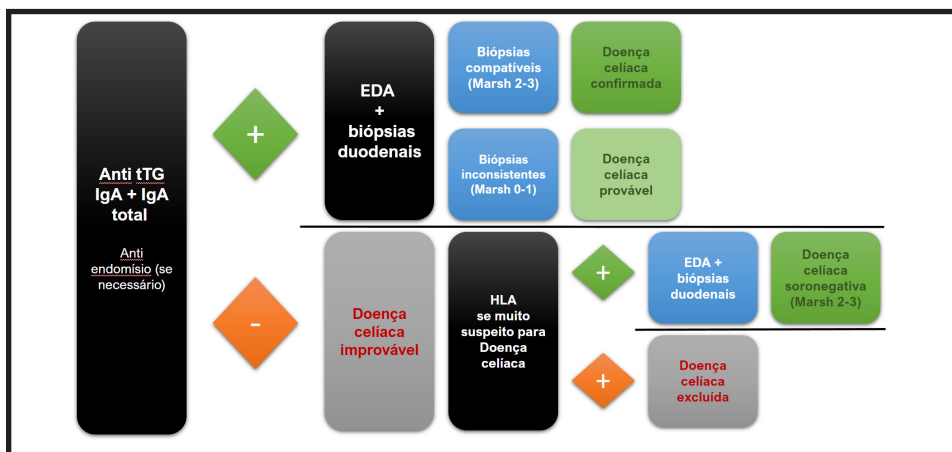 Anti tTG
IgA + IgA
total
Anti
endomísio (se
necessário)
+
-
EDA
+
biópsias
duodenais
Biópsias
compatíveis
(Marsh 2-3)
Doença
celíaca
confirmada
Biópsias
inconsistentes
(Marsh 0-1)
Doença
celíaca
provável
Doença
celíaca
improvável
HLA
se muito
suspeito para
Doença
celíaca
+
EDA +
biópsias
duodenais
Doença
celíaca
soronegativa
(Marsh 2-3)
+
Doença
celíaca
excluída